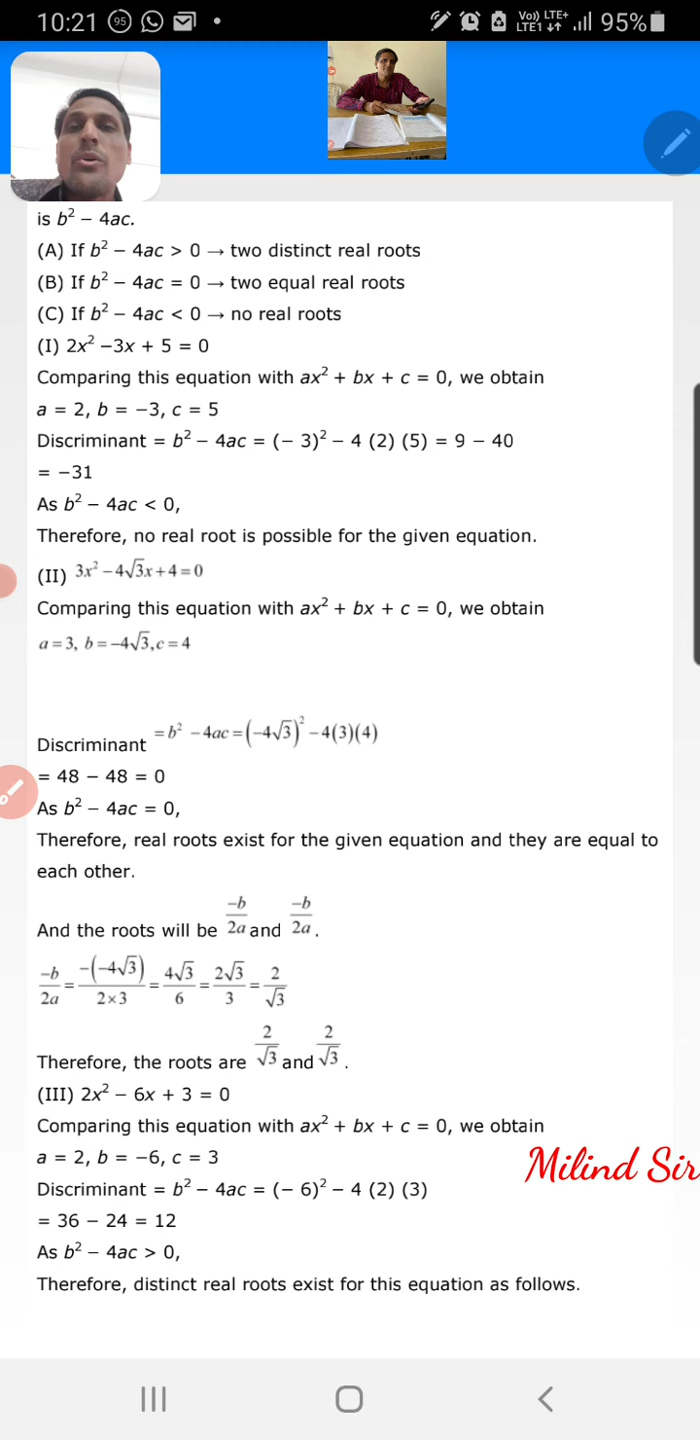 10:21 95 Vo) LTE+ LTE1 95%
is b² – 4ac.
(A) If b² – 4ac > 0 → two distinct real roots
(B) If b² – 4ac = 0 → two equal real roots
(C) If b² – 4ac < 0 → no real roots
(I) 2x² –3x + 5 = 0
Comparing this equation with ax² + bx + c = 0, we obtain
a = 2, b = −3, c = 5
Discriminant = b² – 4ac = (− 3)² – 4 (2) (5) = 9 – 40
= −31
As b² – 4ac < 0,
Therefore, no real root is possible for the given equation.
(II) 3x² − 4√3x + 4 = 0
Comparing this equation with ax² + bx + c = 0, we obtain
a = 3, b = −4√3, c = 4
Discriminant = b² − 4ac = (−4√3)² − 4(3)(4)
= 48 – 48 = 0
As b² – 4ac = 0,
Therefore, real roots exist for the given equation and they are equal to
each other.
And the roots will be −b/2a and −b/2a.
−b/2a = −(−4√3)/2×3 = 4√3/6 = 2√3/3 = 2/√3
Therefore, the roots are 2/√3 and 2/√3.
(III) 2x² – 6x + 3 = 0
Comparing this equation with ax² + bx + c = 0, we obtain
a = 2, b = −6, c = 3
Milind Sir
Discriminant = b² – 4ac = (− 6)² – 4 (2) (3)
= 36 – 24 = 12
As b² – 4ac > 0,
Therefore, distinct real roots exist for this equation as follows.